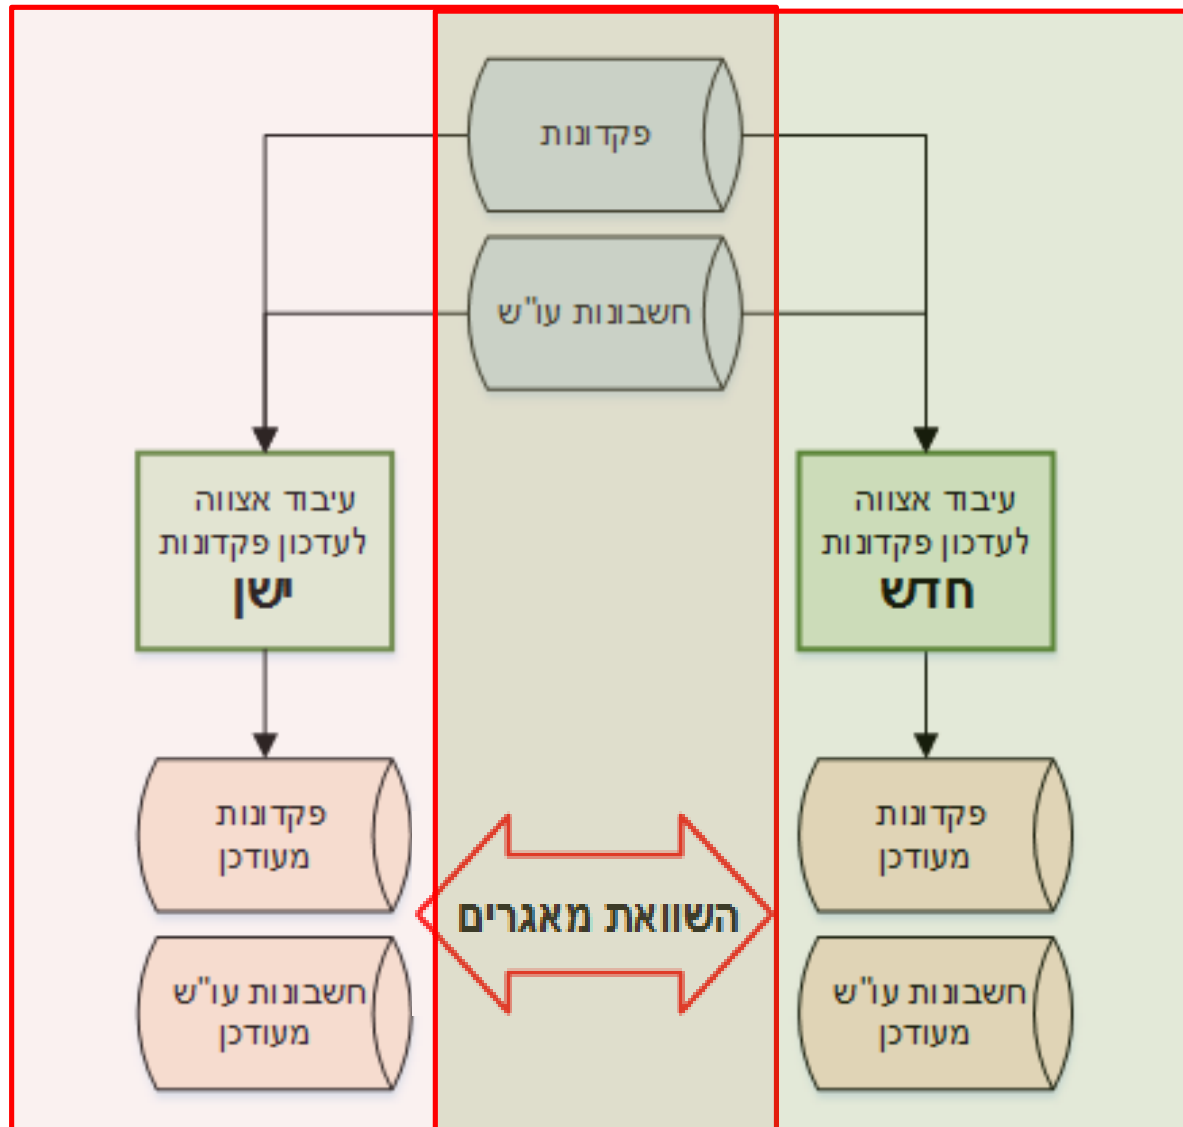 פקדונות
חשבונות עו"ש
עיבוד אצווה
לעדכון פקדונות
חדש
עיבוד אצווה
לעדכון פקדונות
ישן
פקדונות
מעודכן
השוואת מאגרים
פקדונות
מעודכן
חשבונות עו"ש
מעודכן
חשבונות עו"ש
מעודכן